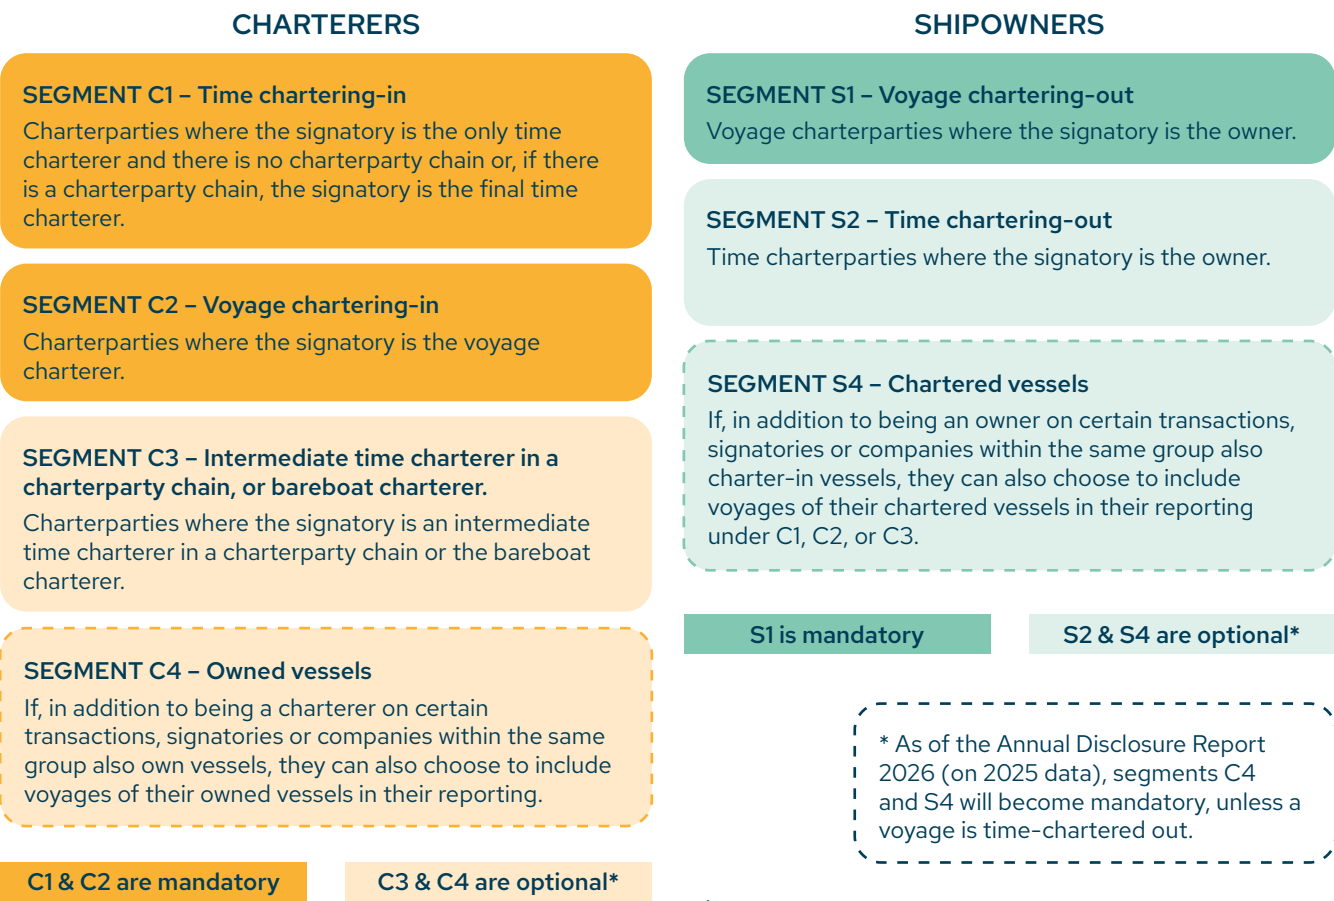 CHARTERERS
SEGMENT C1 – Time chartering-in
Charterparties where the signatory is the only time
charterer and there is no charterparty chain or, if there
is a charterparty chain, the signatory is the final time
charterer.
SEGMENT C2 – Voyage chartering-in
Charterparties where the signatory is the voyage
charterer.
SEGMENT C3 – Intermediate time charterer in a
charterparty chain, or bareboat charterer.
Charterparties where the signatory is an intermediate
time charterer in a charterparty chain or the bareboat
charterer.
SEGMENT C4 – Owned vessels
If, in addition to being a charterer on certain
transactions, signatories or companies within the same
group also own vessels, they can also choose to include
voyages of their owned vessels in their reporting.
C1 & C2 are mandatory
C3 & C4 are optional*
SHIPOWNERS
SEGMENT S1 – Voyage chartering-out
Voyage charterparties where the signatory is the owner.
SEGMENT S2 – Time chartering-out
Time charterparties where the signatory is the owner.
SEGMENT S4 – Chartered vessels
If, in addition to being an owner on certain transactions,
signatories or companies within the same group also
charter-in vessels, they can also choose to include
voyages of their chartered vessels in their reporting
under C1, C2, or C3.
S1 is mandatory
S2 & S4 are optional*
* As of the Annual Disclosure Report
2026 (on 2025 data), segments C4
and S4 will become mandatory, unless a
voyage is time-chartered out.